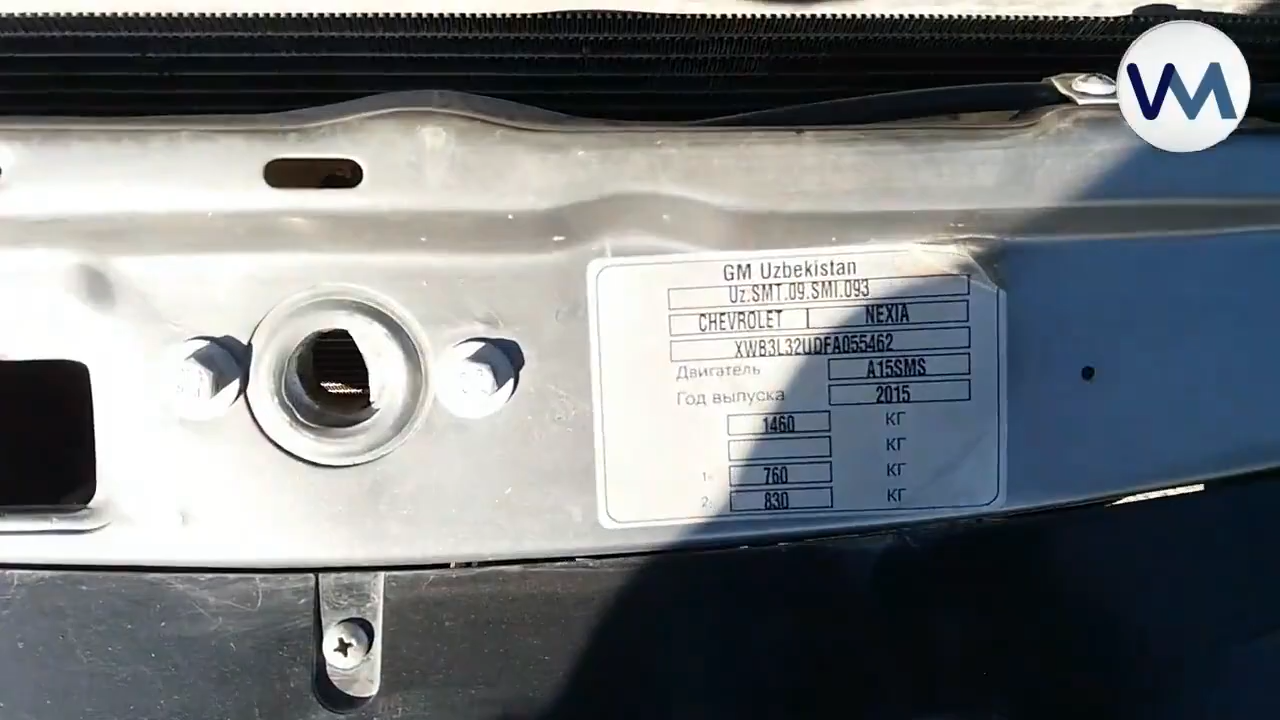 VM
GM Uzbekistan
Uz.SMT.09.SMI.093
CHEVROLET NEXIA
XWB3L32UDFA055462
Двигатель A15SMS
Год выпуска 2015
1460 КГ
КГ
1- 760 КГ
2- 830 КГ